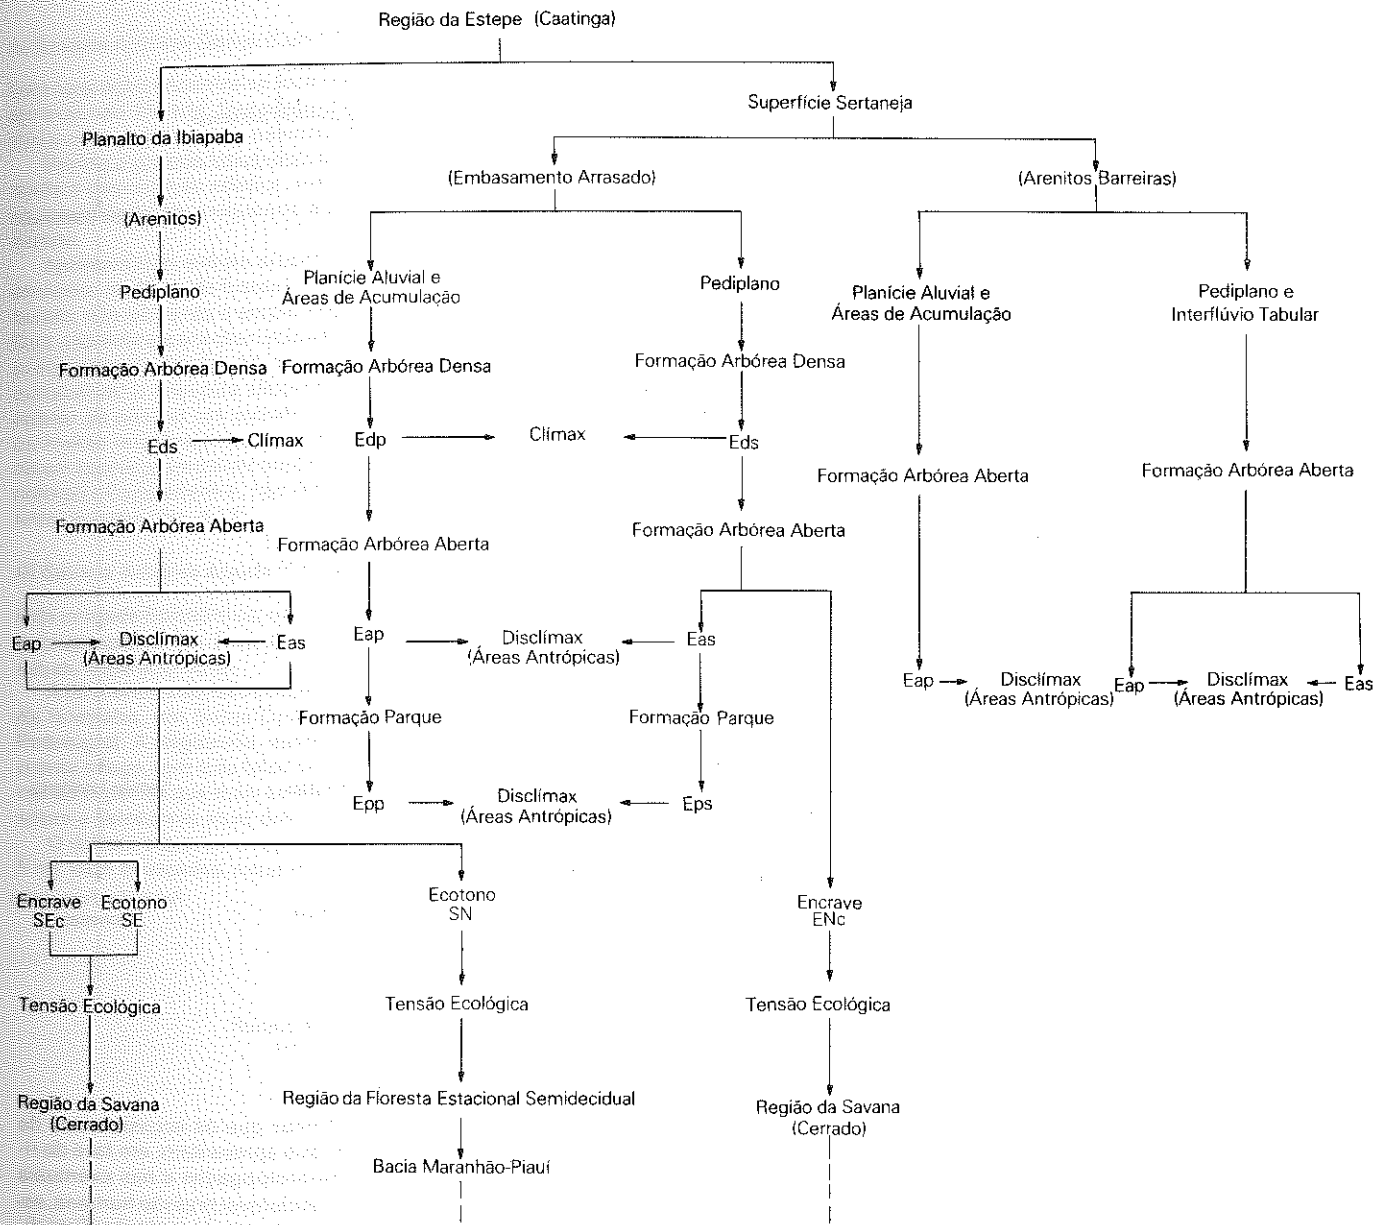 Região da Estepe (Caatinga)
Superfície Sertaneja
Planalto da Ibiapaba
(Embasamento Arrasado)
(Arenitos Barreiras)
(Arenitos)
Planície Aluvial e
Áreas de Acumulação
Pediplano
Pediplano
Planície Aluvial e
Áreas de Acumulação
Pediplano e
Interflúvio Tabular
Formação Arbórea Densa
Formação Arbórea Densa
Formação Arbórea Densa
Eds
Clímax
Edp
Clímax
Eds
Formação Arbórea Aberta
Formação Arbórea Aberta
Formação Arbórea Aberta
Formação Arbórea Aberta
Formação Arbórea Aberta
Eap
Disclímax
(Áreas Antrópicas)
Eas
Eap
Disclímax
(Áreas Antrópicas)
Eas
Eap
Disclímax
(Áreas Antrópicas)
Eap
Disclímax
(Áreas Antrópicas)
Eas
Formação Parque
Formação Parque
Epp
Disclímax
(Áreas Antrópicas)
Eps
Encrave
SEc
Ecotono
SE
Ecotono
SN
Encrave
ENc
Tensão Ecológica
Tensão Ecológica
Tensão Ecológica
Região da Savana
(Cerrado)
Região da Floresta Estacional Semidecidual
Região da Savana
(Cerrado)
Bacia Maranhão-Piauí